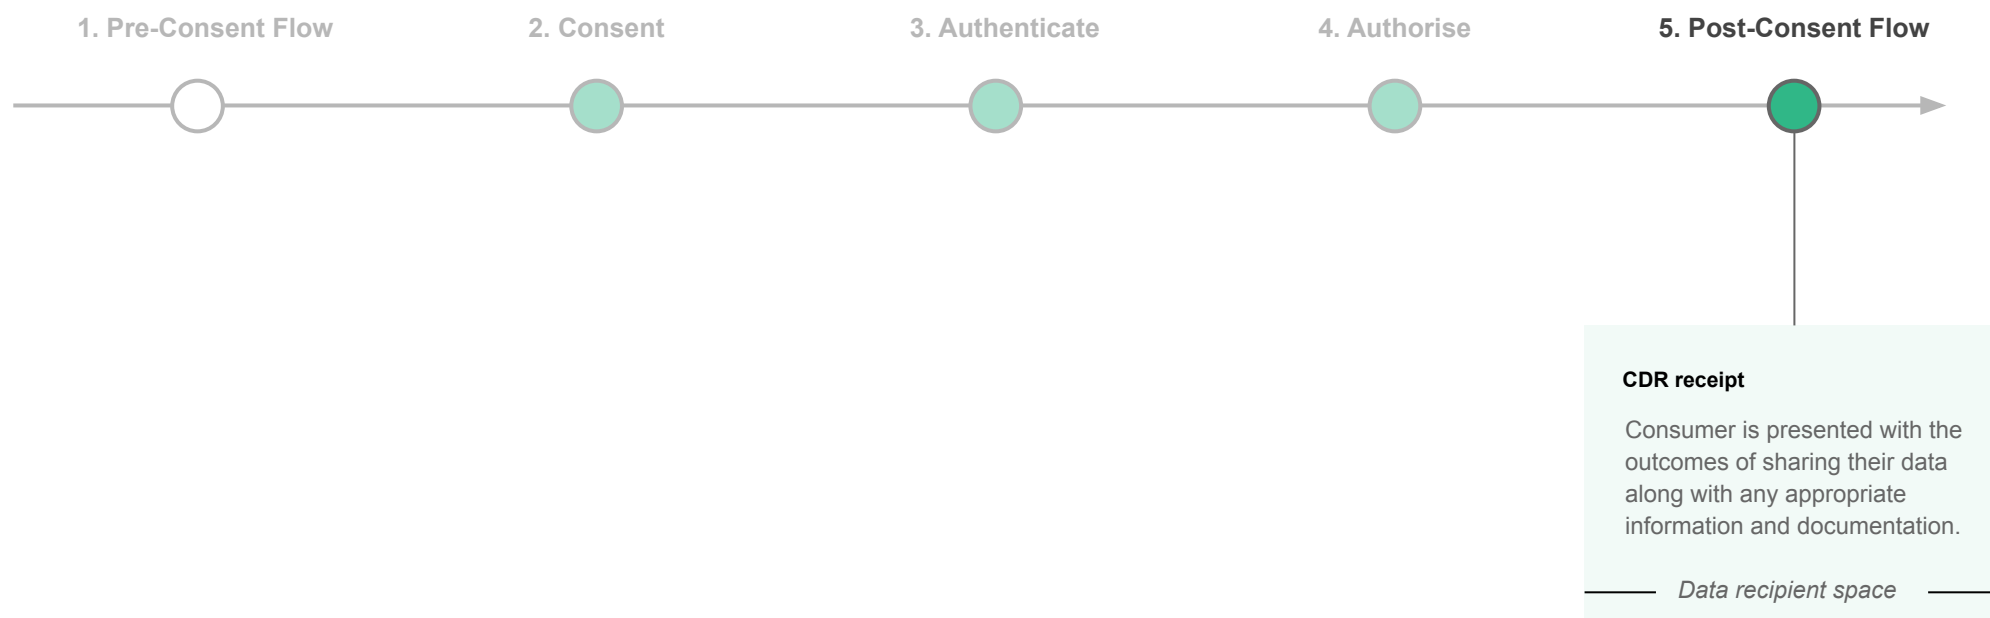 1. Pre-Consent Flow
2. Consent
3. Authenticate
4. Authorise
5. Post-Consent Flow
CDR receipt
Consumer is presented with the
outcomes of sharing their data
along with any appropriate
information and documentation.
Data recipient space